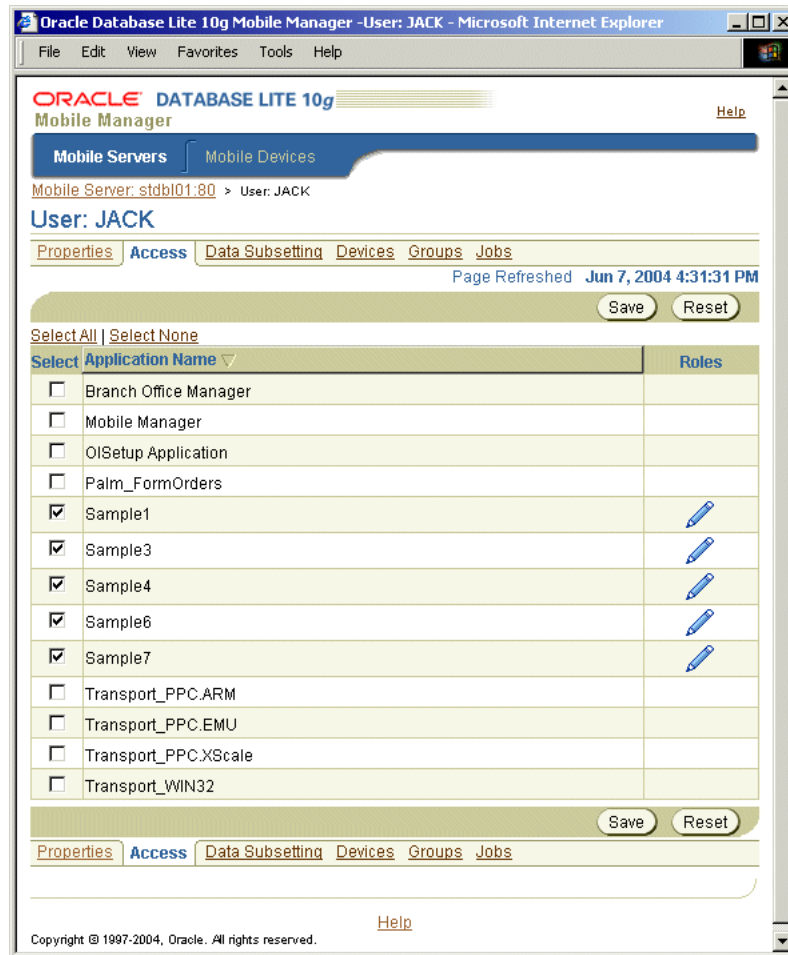 Oracle Database Lite 10g Mobile Manager -User: JACK - Microsoft Internet Explorer
File Edit View Favorites Tools Help
ORACLE DATABASE LITE 10g
Mobile Manager
Help
Mobile Servers Mobile Devices
Mobile Server: stdbl01:80 > User: JACK
User: JACK
Properties Access Data Subsetting Devices Groups Jobs
Page Refreshed Jun 7, 2004 4:31:31 PM
Save Reset
Select All | Select None
Select Application Name Roles
Branch Office Manager
Mobile Manager
OISetup Application
Palm_FormOrders
Sample1
Sample3
Sample4
Sample6
Sample7
Transport_PPC.ARM
Transport_PPC.EMU
Transport_PPC.XScale
Transport_WIN32
Save Reset
Properties Access Data Subsetting Devices Groups Jobs
Help
Copyright © 1997-2004, Oracle. All rights reserved.